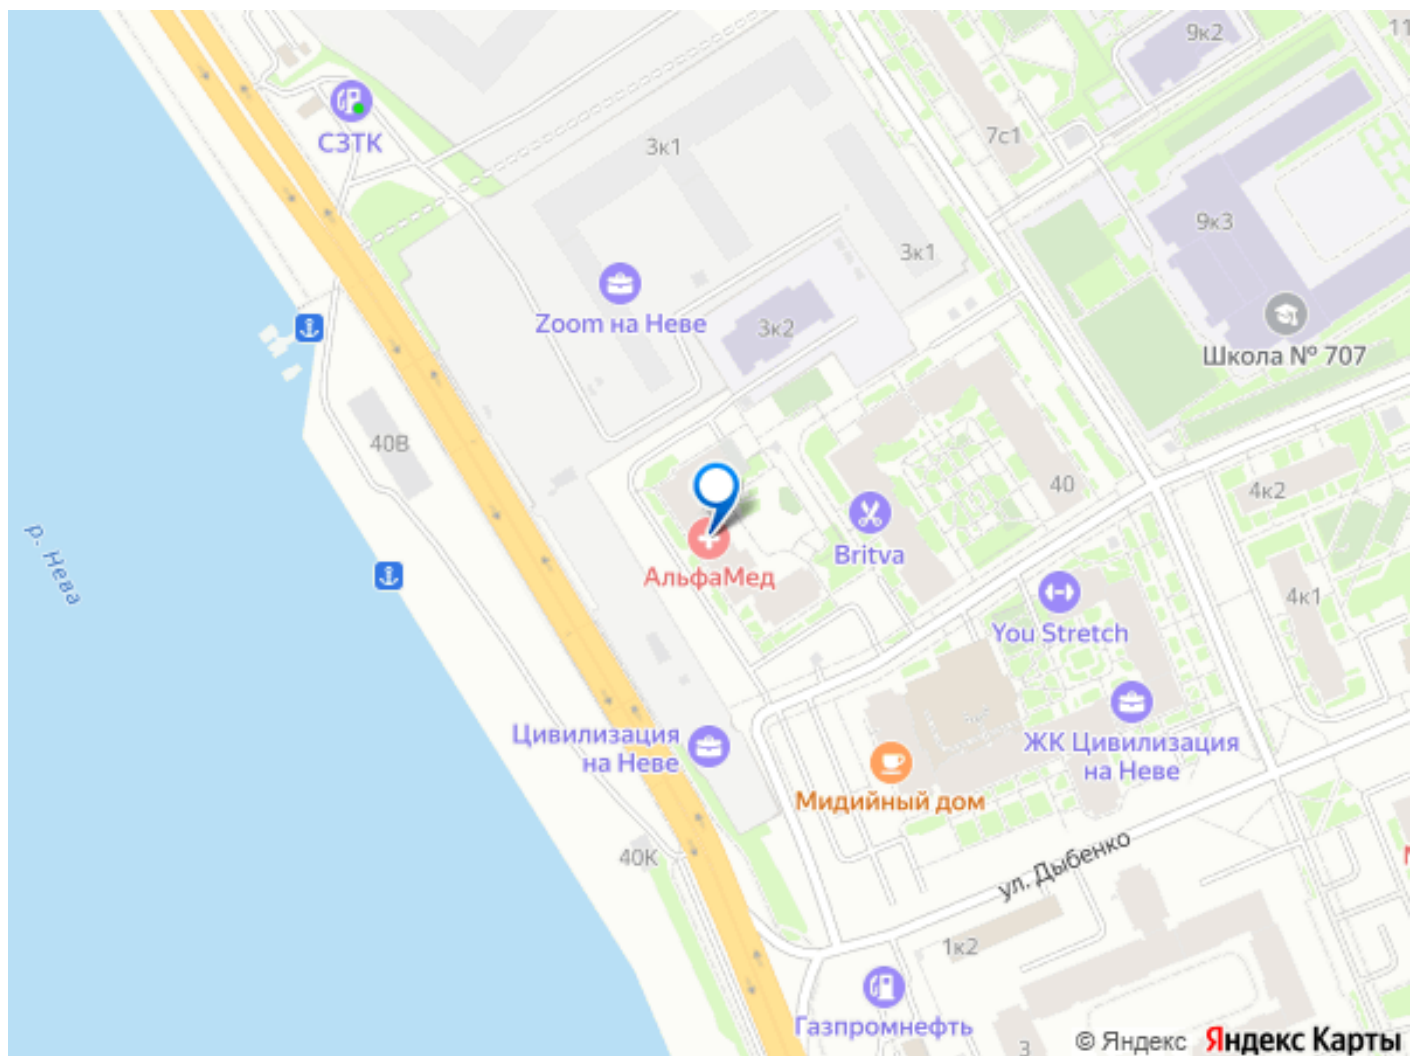 9к2
11
СЗТК
3к1
7с1
9к3
3к1
Zoom на Неве
3к2
Школа № 707
40В
40
4к2
Britva
р. Нева
АльфаМед
4к1
You Stretch
Цивилизация
на Неве
ЖК Цивилизация
на Неве
Мидийный дом
40К
ул. Дыбенко
1к2
Газпромнефть
3
© Яндекс Яндекс Карты